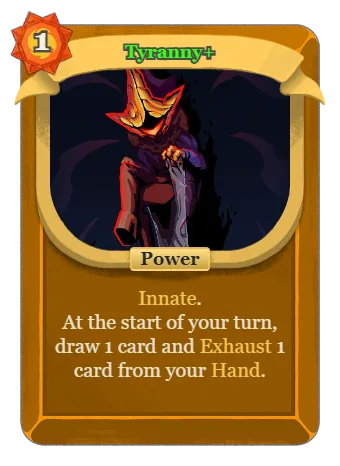 1
Tyranny+
Power
Innate.
At the start of your turn,
draw 1 card and Exhaust 1
card from your Hand.